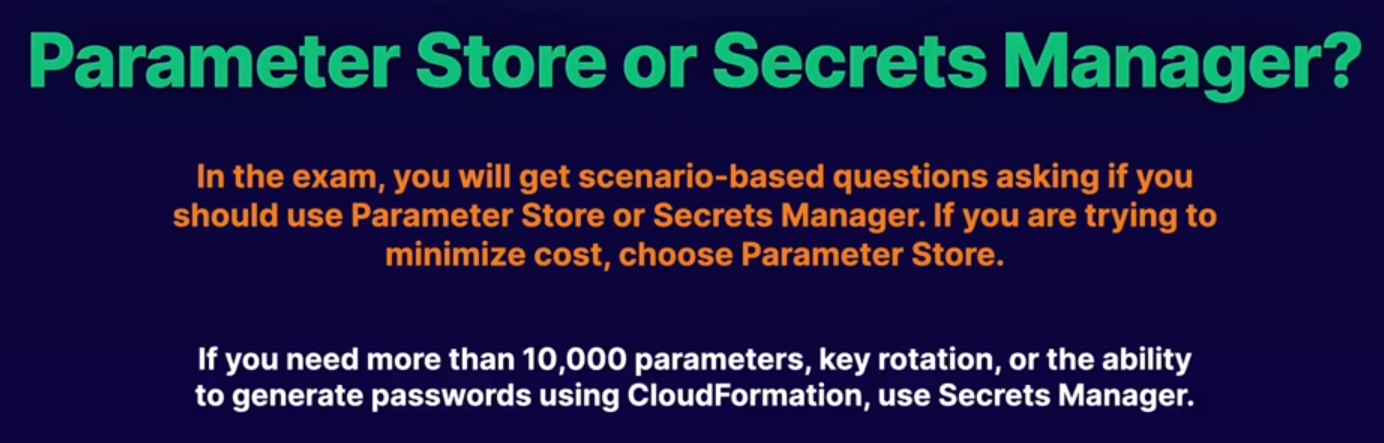 Parameter Store or Secrets Manager?
In the exam, you will get scenario-based questions asking if you
should use Parameter Store or Secrets Manager. If you are trying to
minimize cost, choose Parameter Store.
If you need more than 10,000 parameters, key rotation, or the ability
to generate passwords using CloudFormation, use Secrets Manager.